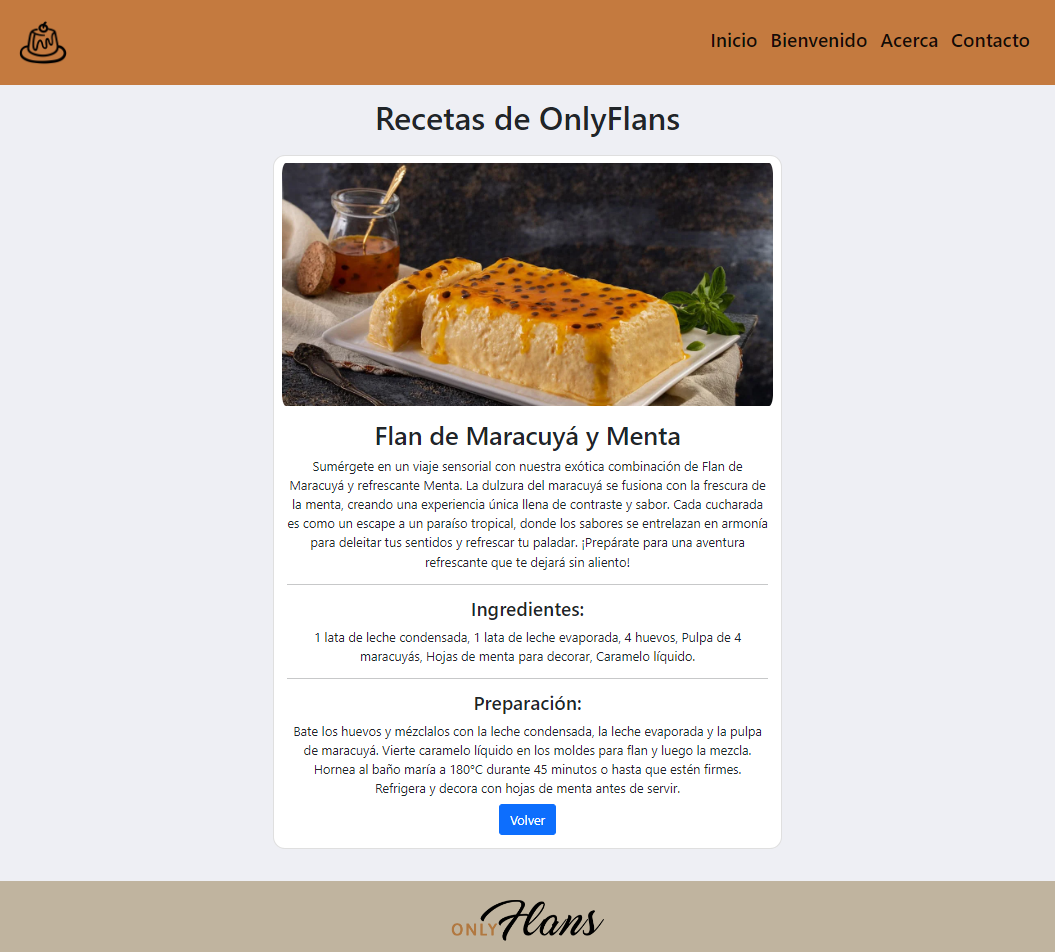 Inicio Bienvenido Acerca Contacto
Recetas de OnlyFlans
Flan de Maracuyá y Menta
Sumérgete en un viaje sensorial con nuestra exótica combinación de Flan de
Maracuyá y refrescante Menta. La dulzura del maracuyá se fusiona con la frescura de
la menta, creando una experiencia única llena de contraste y sabor. Cada cucharada
es como un escape a un paraíso tropical, donde los sabores se entrelazan en armonía
para deleitar tus sentidos y refrescar tu paladar. ¡Prepárate para una aventura
refrescante que te dejará sin aliento!
Ingredientes:
1 lata de leche condensada, 1 lata de leche evaporada, 4 huevos, Pulpa de 4
maracuyás, Hojas de menta para decorar, Caramelo líquido.
Preparación:
Bate los huevos y mézclalos con la leche condensada, la leche evaporada y la pulpa
de maracuyá. Vierte caramelo líquido en los moldes para flan y luego la mezcla.
Hornea al baño maría a 180°C durante 45 minutos o hasta que estén firmes.
Refrigera y decora con hojas de menta antes de servir.
Volver
ONLY Flans